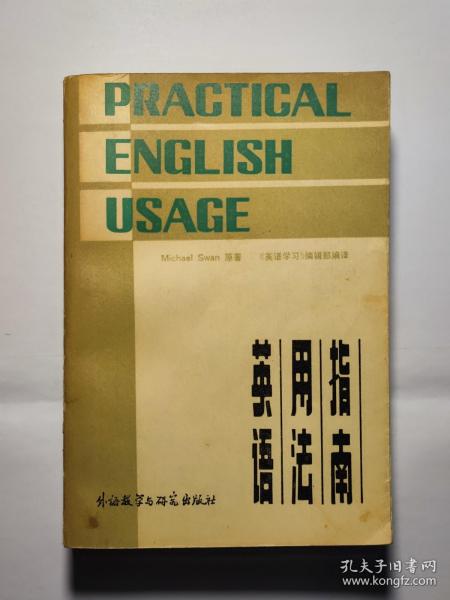 PRACTICAL
ENGLISH
USAGE
Michael Swan 原著 《英语学习》编辑部编译
英语
用法
指南
外语教学与研究出版社
孔夫子旧书网
www.kongfz.com